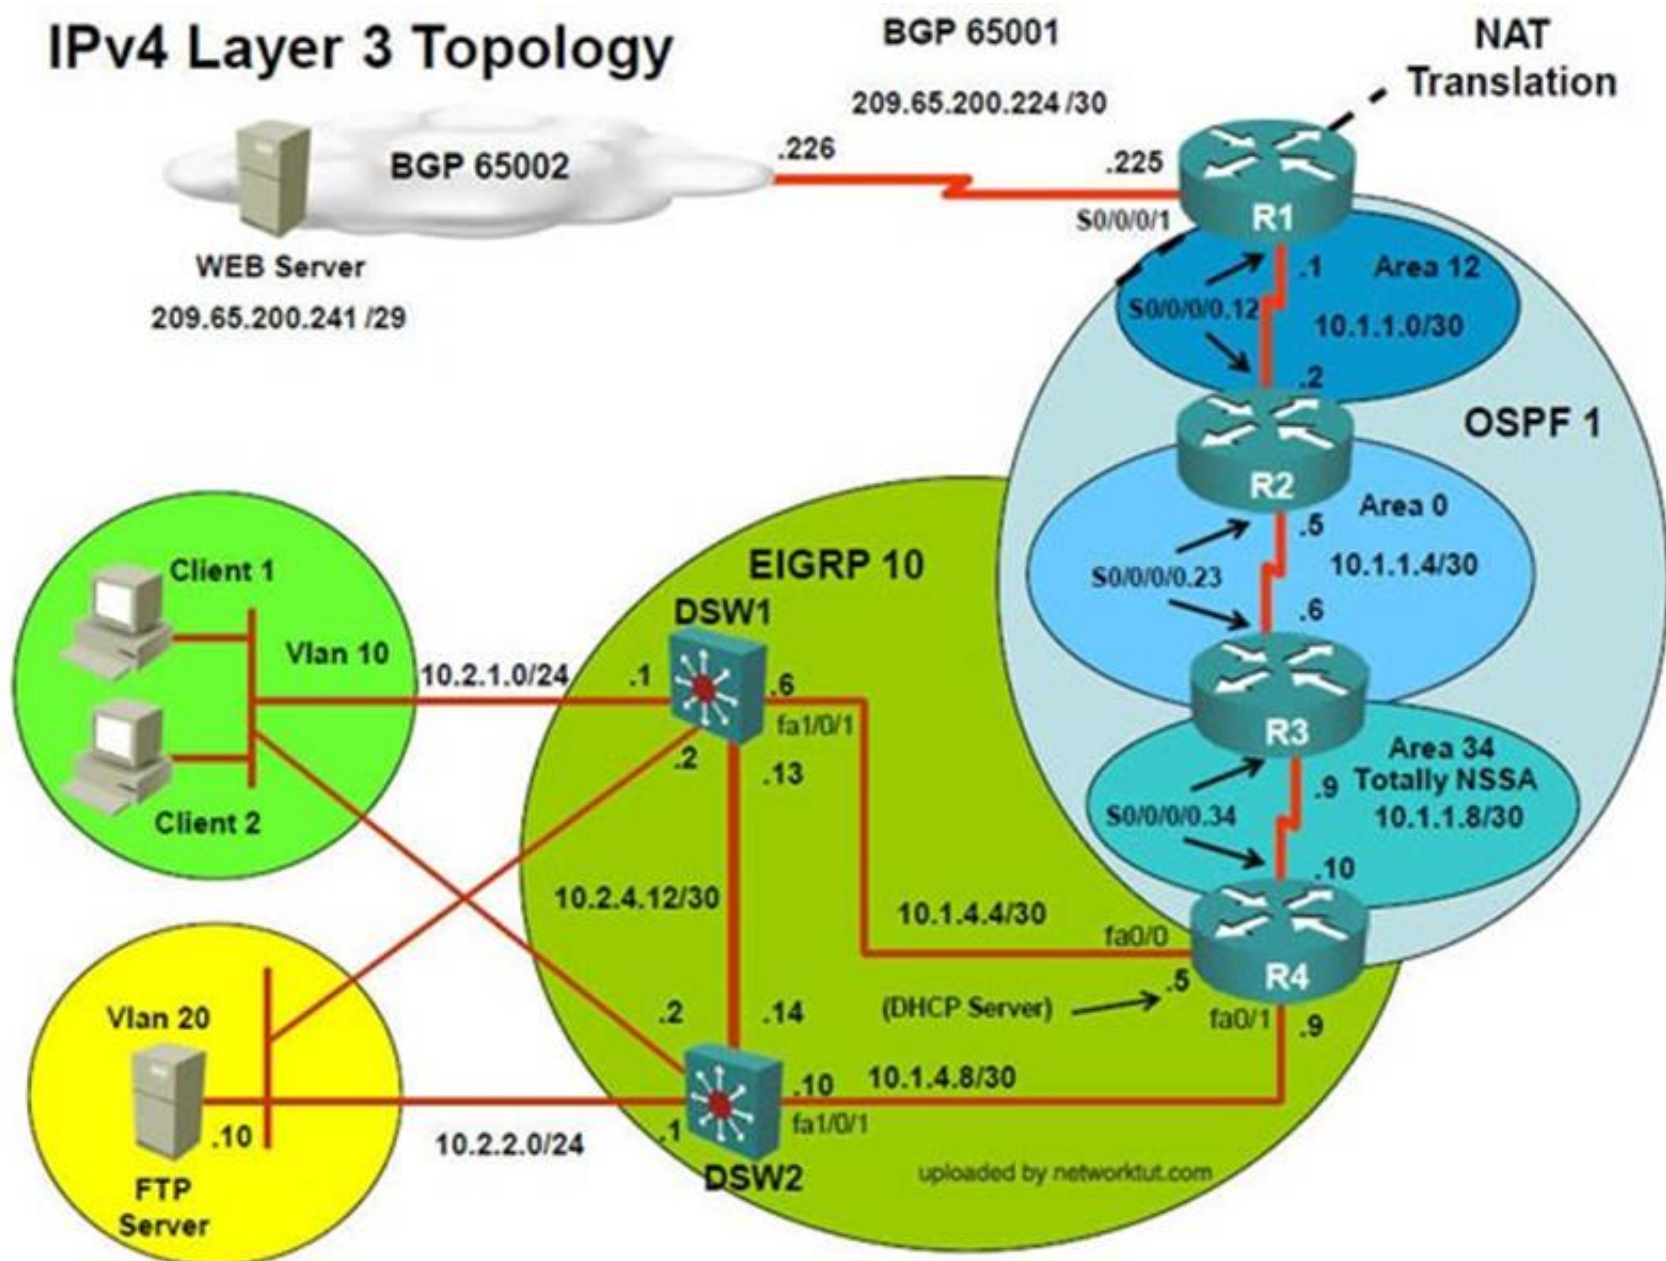 IPv4 Layer 3 Topology
BGP 65001
209.65.200.224 /30
NAT
Translation
BGP 65002
.226
.225
S0/0/0/1
R1
WEB Server
209.65.200.241 /29
.1
Area 12
S0/0/0/0.12
10.1.1.0/30
.2
OSPF 1
R2
Area 0
.5
10.1.1.4/30
S0/0/0/0.23
.6
R3
Area 34
Totally NSSA
.9
10.1.1.8/30
S0/0/0/0.34
.10
R4
EIGRP 10
DSW1
Client 1
Vlan 10
10.2.1.0/24
.1
.6
fa1/0/1
.2
.13
Client 2
10.2.4.12/30
10.1.4.4/30
fa0/0
.5
(DHCP Server)
fa0/1
.9
Vlan 20
.2
.14
.10
10.1.4.8/30
fa1/0/1
.10
10.2.2.0/24
.1
DSW2
FTP
Server
uploaded by networktut.com